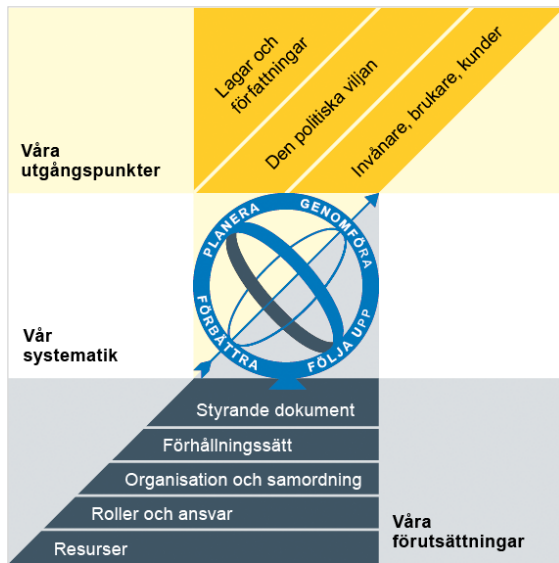 Lagar och
författningar
Den politiska viljan
Invånare, brukare, kunder
Våra
utgångspunkter
PLANERA
GENOMFÖRA
FÖRBÄTTRA
FÖLJA UPP
Vår
systematik
Styrande dokument
Förhållningssätt
Organisation och samordning
Roller och ansvar
Resurser
Våra
förutsättningar